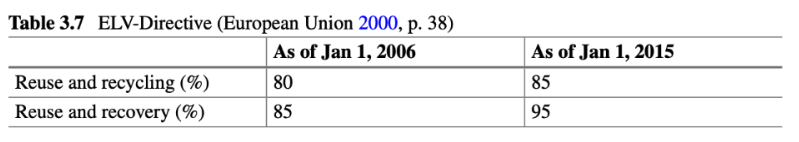 Table 3.7 ELV-Directive (European Union 2000, p. 38)
As of Jan 1, 2006 As of Jan 1, 2015
Reuse and recycling (%) 80 85
Reuse and recovery (%) 85 95